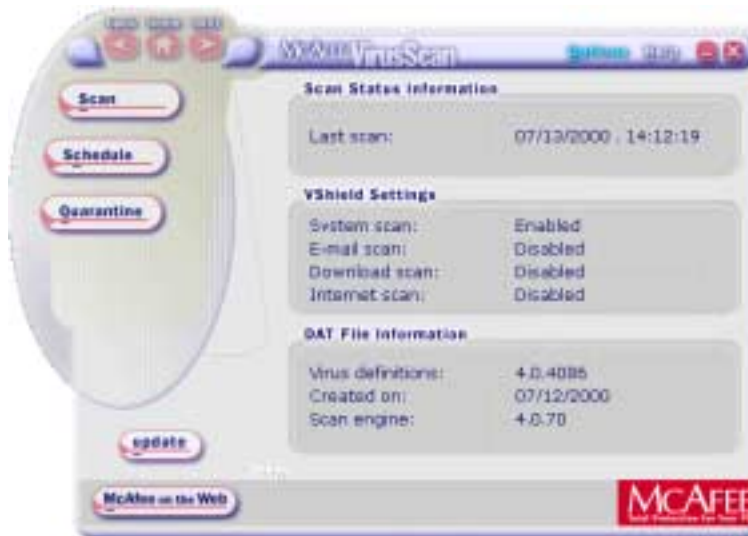 McAfee VirusScan
Options Help
Scan
Schedule
Quarantine
Scan Status Information
Last scan: 07/13/2000 . 14:12:19
VShield Settings
System scan: Enabled
E-mail scan: Disabled
Download scan: Disabled
Internet scan: Disabled
DAT File Information
Virus definitions: 4.0.4086
Created on: 07/12/2000
Scan engine: 4.0.70
update
McAfee on the Web
McAfee